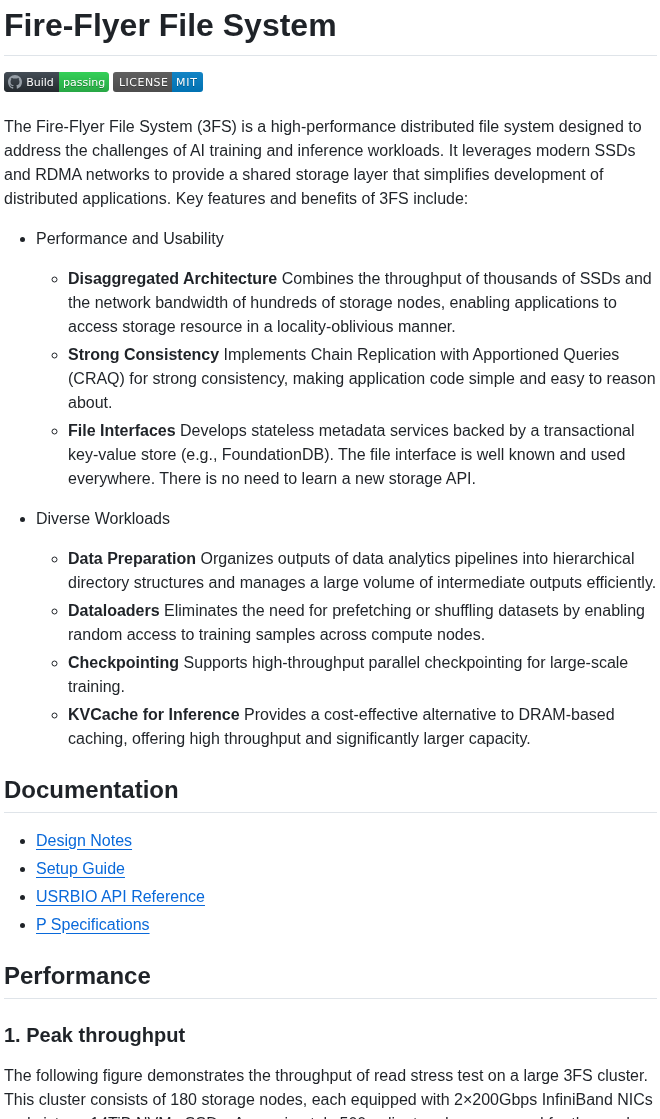 Fire-Flyer File System
Build passing LICENSE MIT
The Fire-Flyer File System (3FS) is a high-performance distributed file system designed to
address the challenges of AI training and inference workloads. It leverages modern SSDs
and RDMA networks to provide a shared storage layer that simplifies development of
distributed applications. Key features and benefits of 3FS include:
Performance and Usability
Disaggregated Architecture Combines the throughput of thousands of SSDs and
the network bandwidth of hundreds of storage nodes, enabling applications to
access storage resource in a locality-oblivious manner.
Strong Consistency Implements Chain Replication with Apportioned Queries
(CRAQ) for strong consistency, making application code simple and easy to reason
about.
File Interfaces Develops stateless metadata services backed by a transactional
key-value store (e.g., FoundationDB). The file interface is well known and used
everywhere. There is no need to learn a new storage API.
Diverse Workloads
Data Preparation Organizes outputs of data analytics pipelines into hierarchical
directory structures and manages a large volume of intermediate outputs efficiently.
Dataloaders Eliminates the need for prefetching or shuffling datasets by enabling
random access to training samples across compute nodes.
Checkpointing Supports high-throughput parallel checkpointing for large-scale
training.
KVCache for Inference Provides a cost-effective alternative to DRAM-based
caching, offering high throughput and significantly larger capacity.
Documentation
Design Notes
Setup Guide
USRBIO API Reference
P Specifications
Performance
1. Peak throughput
The following figure demonstrates the throughput of read stress test on a large 3FS cluster.
This cluster consists of 180 storage nodes, each equipped with 2×200Gbps InfiniBand NICs